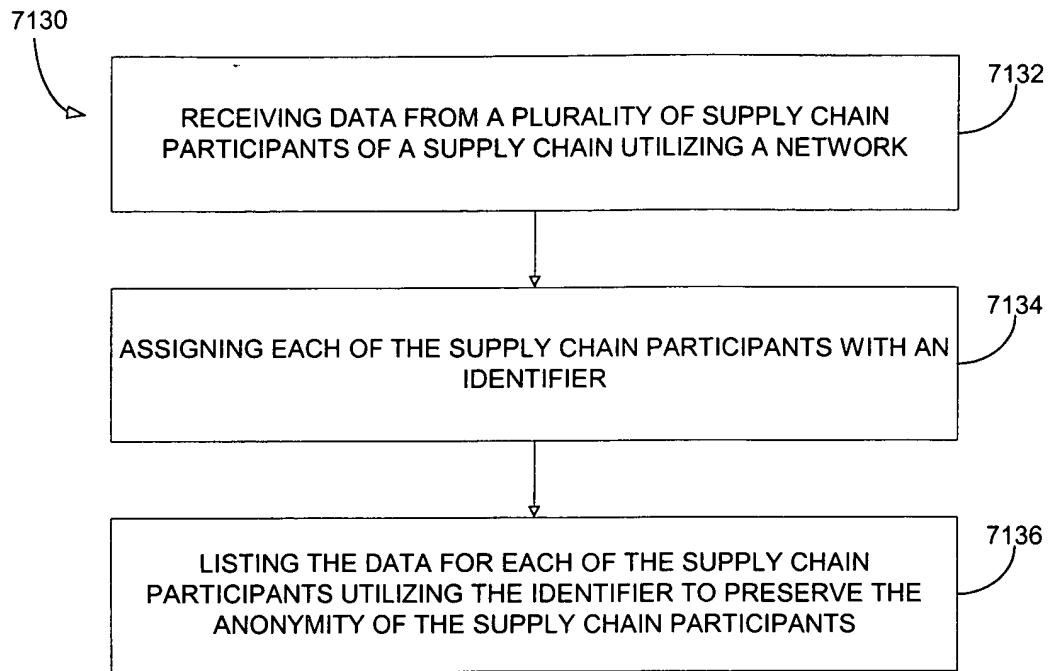 7130
7132
RECEIVING DATA FROM A PLURALITY OF SUPPLY CHAIN
PARTICIPANTS OF A SUPPLY CHAIN UTILIZING A NETWORK
7134
ASSIGNING EACH OF THE SUPPLY CHAIN PARTICIPANTS WITH AN
IDENTIFIER
7136
LISTING THE DATA FOR EACH OF THE SUPPLY CHAIN
PARTICIPANTS UTILIZING THE IDENTIFIER TO PRESERVE THE
ANONYMITY OF THE SUPPLY CHAIN PARTICIPANTS